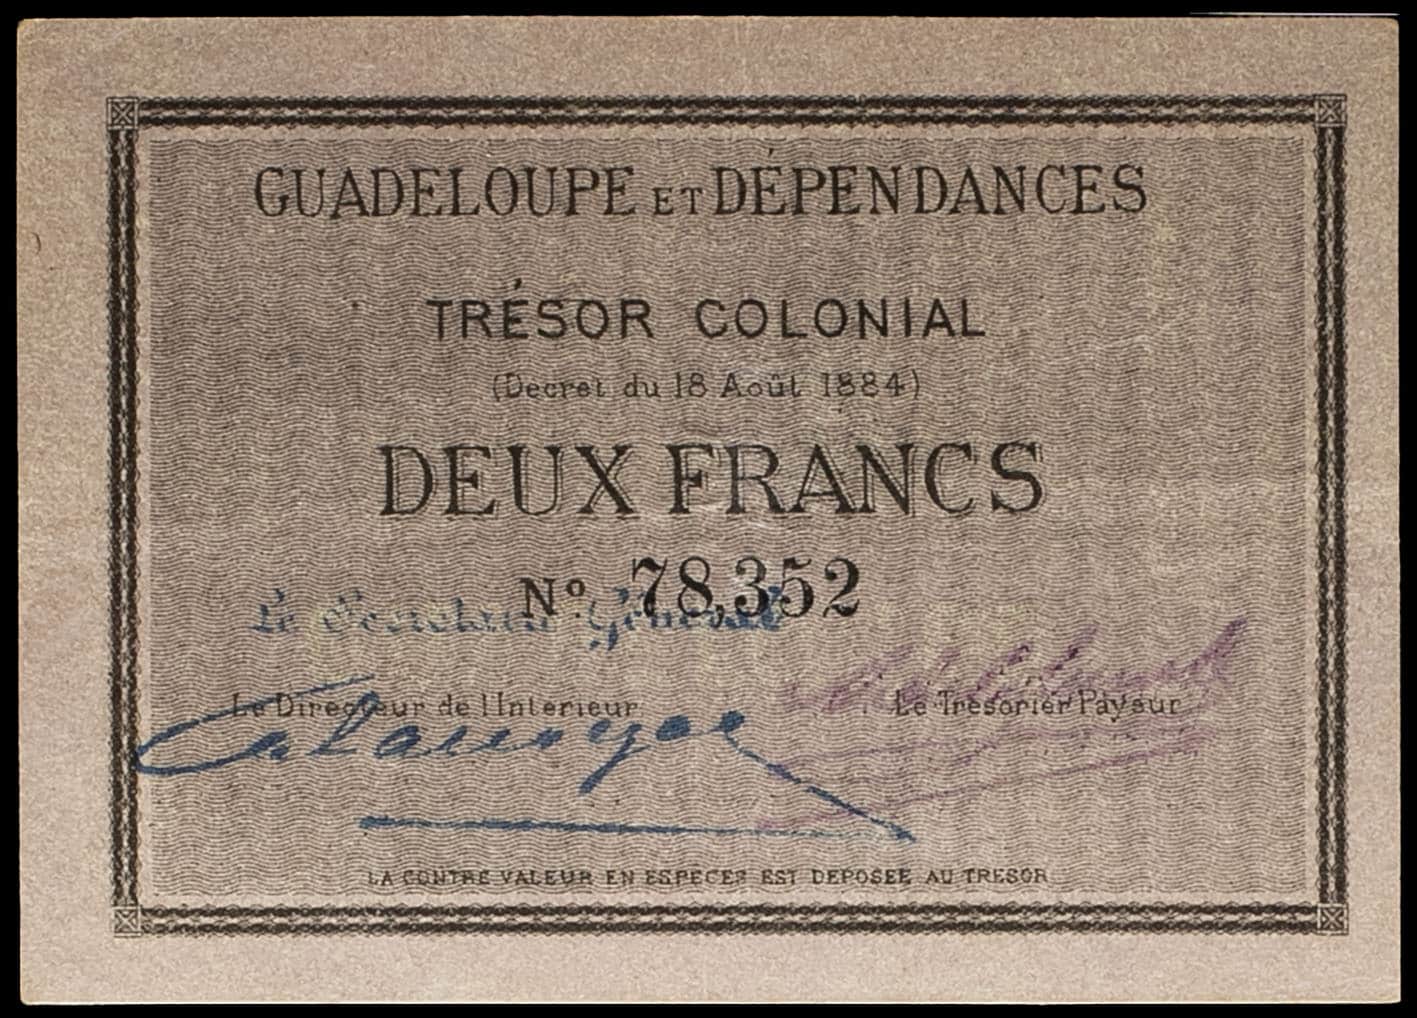 GUADELOUPE ET DÉPENDANCES
TRÉSOR COLONIAL
(Decret du 18 Août 1884)
DEUX FRANCS
Nº 78,352
Le Secrétaire Général
Le Directeur de l'Interieur
Le Trésorier Payeur
LA CONTRE VALEUR EN ESPECES EST DEPOSEE AU TRESOR